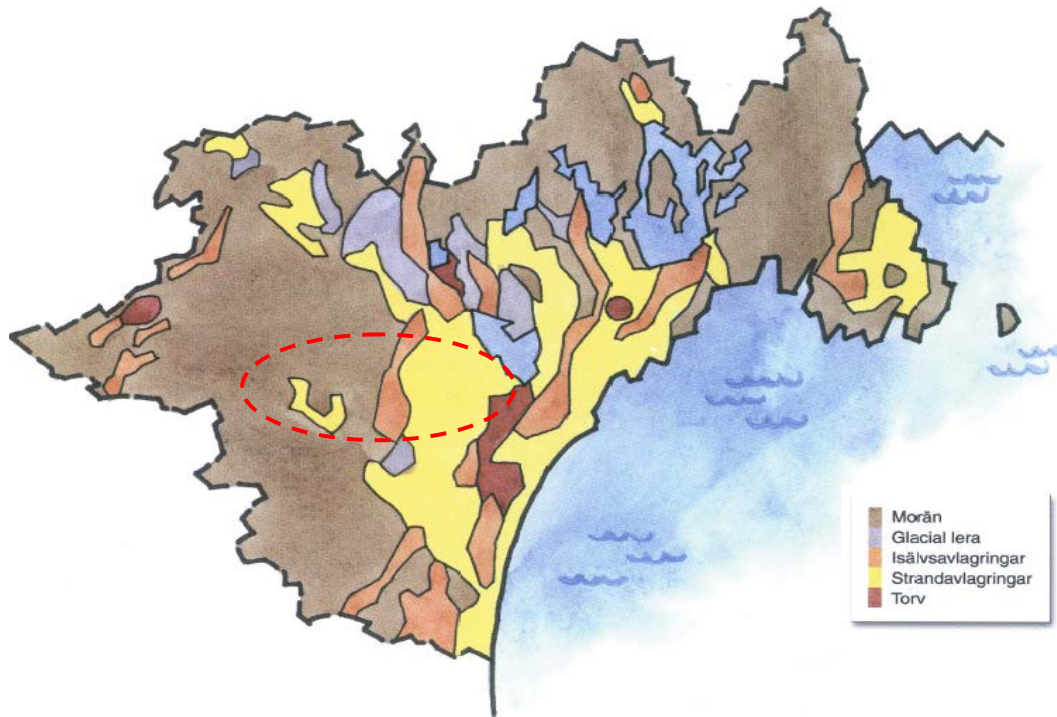 Morän
Glacial lera
Isälvsavlagringar
Strandavlagringar
Torv